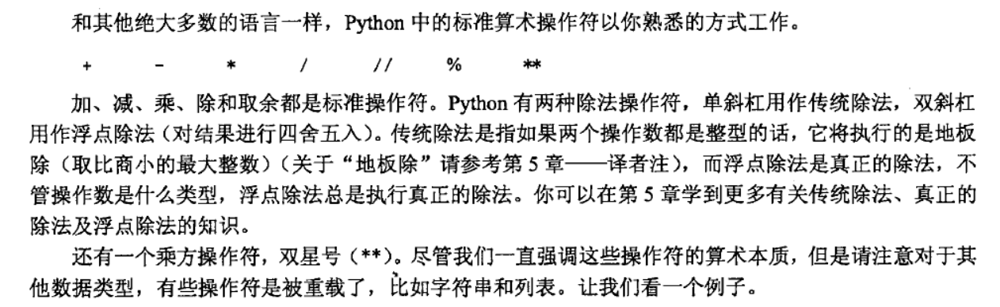 和其他绝大多数的语言一样，Python 中的标准算术操作符以你熟悉的方式工作。
+ - * / // % **
加、减、乘、除和取余都是标准操作符。Python 有两种除法操作符，单斜杠用作传统除法，双斜杠
用作浮点除法（对结果进行四舍五入）。传统除法是指如果两个操作数都是整型的话，它将执行的是地板
除（取比商小的最大整数）（关于“地板除”请参考第 5 章——译者注），而浮点除法是真正的除法，不
管操作数是什么类型，浮点除法总是执行真正的除法。你可以在第 5 章学到更多有关传统除法、真正的
除法及浮点除法的知识。
还有一个乘方操作符，双星号（**）。尽管我们一直强调这些操作符的算术本质，但是请注意对于其
他数据类型，有些操作符是被重载了，比如字符串和列表。让我们看一个例子。